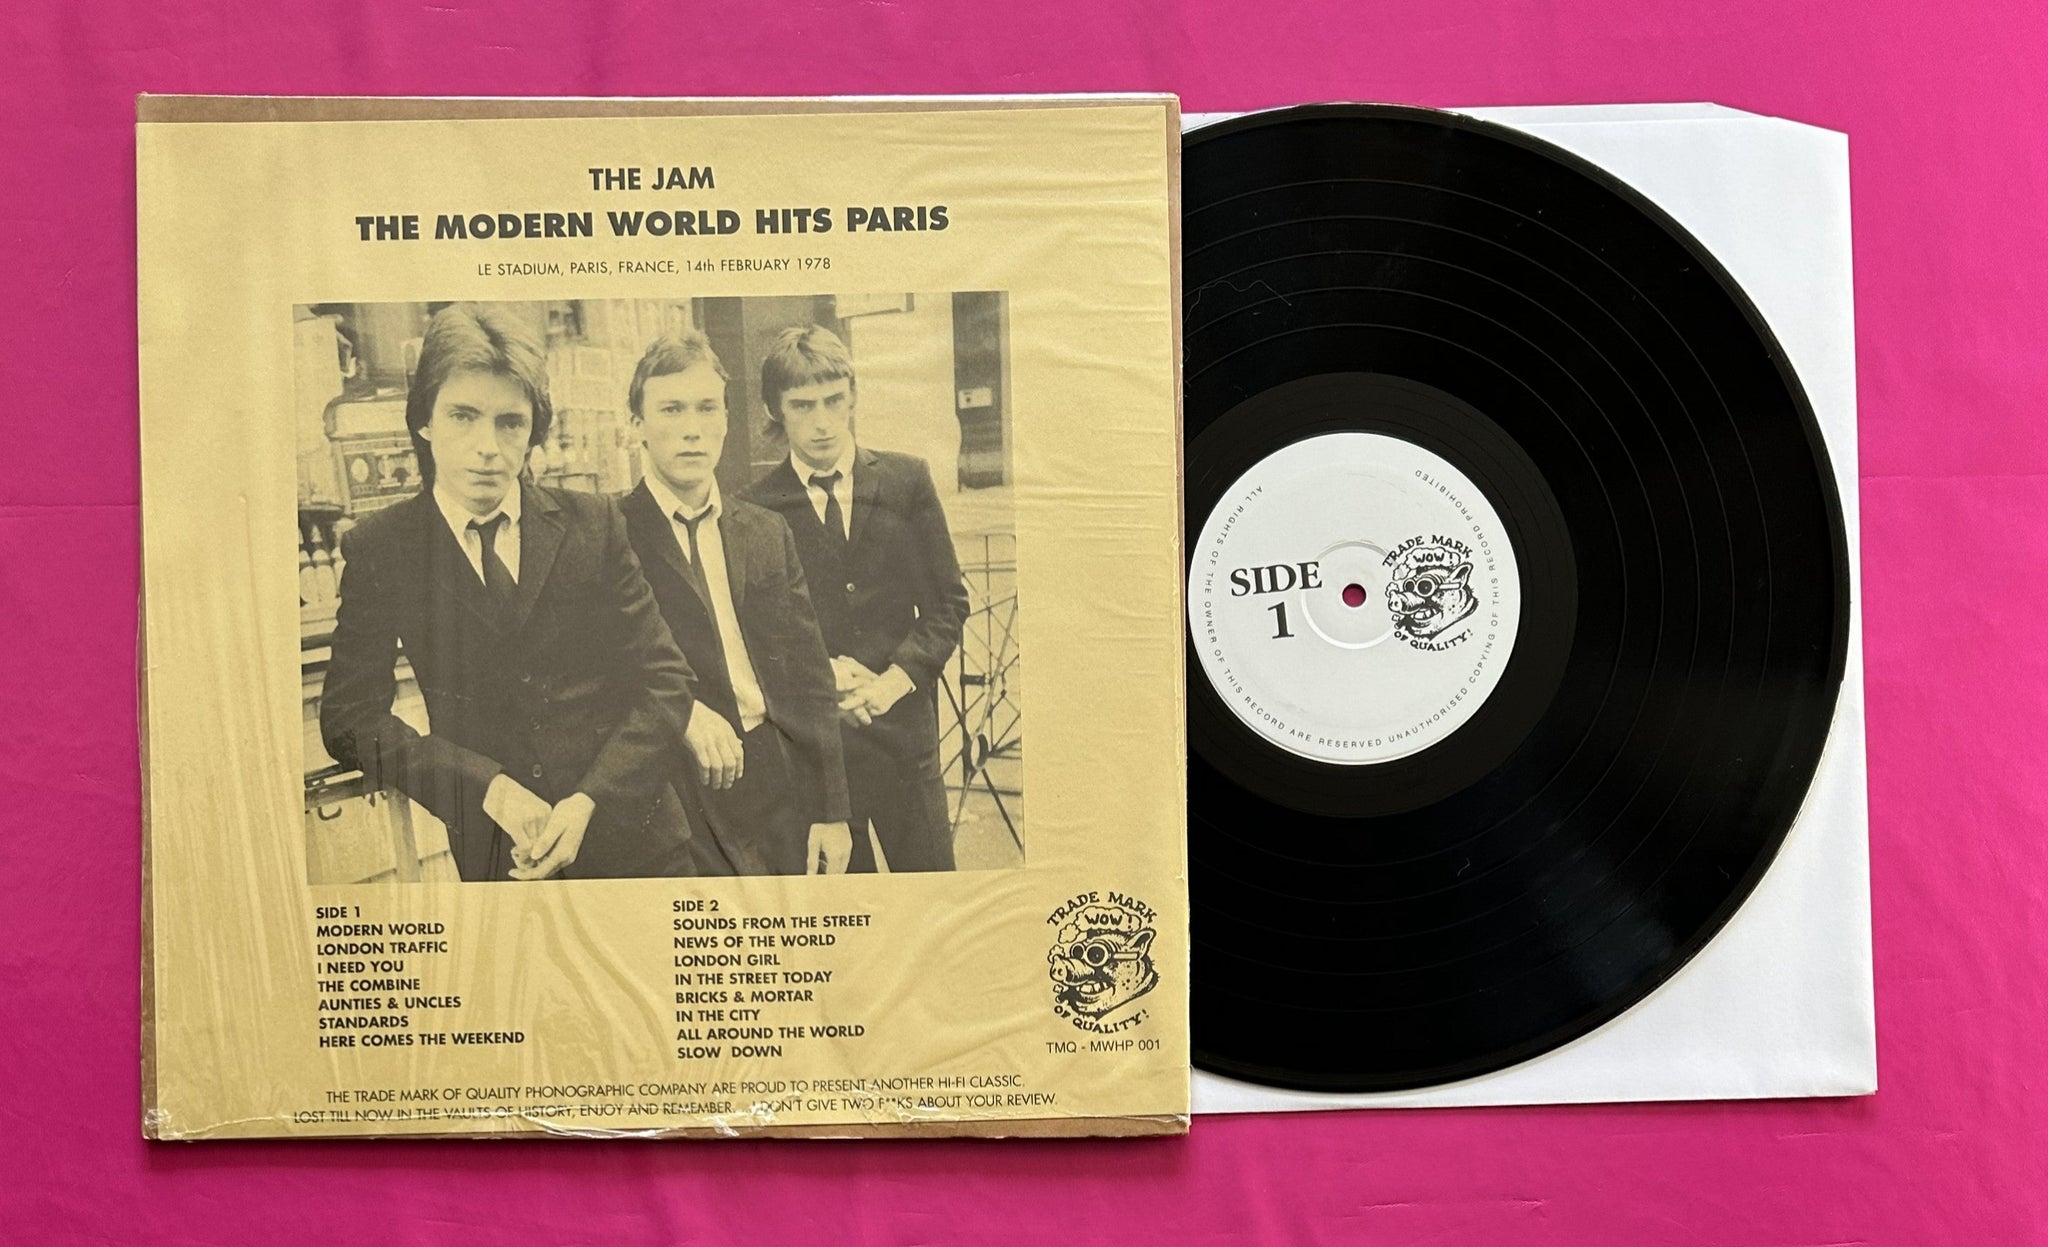 THE JAM
THE MODERN WORLD HITS PARIS
LE STADIUM, PARIS, FRANCE, 14th FEBRUARY 1978
SIDE 1
MODERN WORLD
LONDON TRAFFIC
I NEED YOU
THE COMBINE
AUNTIES & UNCLES
STANDARDS
HERE COMES THE WEEKEND
SIDE 2
SOUNDS FROM THE STREET
NEWS OF THE WORLD
LONDON GIRL
IN THE STREET TODAY
BRICKS & MORTAR
IN THE CITY
ALL AROUND THE WORLD
SLOW DOWN
TRADE MARK
WOW!
OF QUALITY!
TMQ - MWHP 001
THE TRADE MARK OF QUALITY PHONOGRAPHIC COMPANY ARE PROUD TO PRESENT ANOTHER HI-FI CLASSIC.
LOST TILL NOW IN THE VAULTS OF HISTORY, ENJOY AND REMEMBER... I DON'T GIVE TWO F**KS ABOUT YOUR REVIEW.
SIDE
1
TRADE MARK
WOW!
OF QUALITY!
ALL RIGHTS OF THE OWNER OF THIS RECORD ARE RESERVED UNAUTHORISED COPYING OF THIS RECORD PROHIBITED